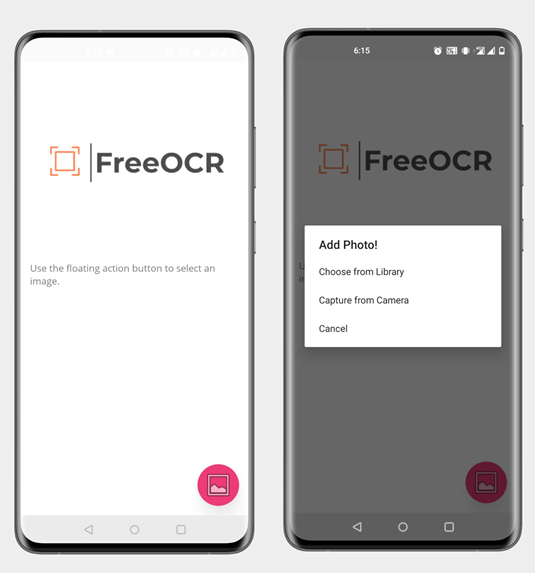 FreeOCR
Use the floating action button to select an
image.
6:15
FreeOCR
Add Photo!
Choose from Library
Capture from Camera
Cancel